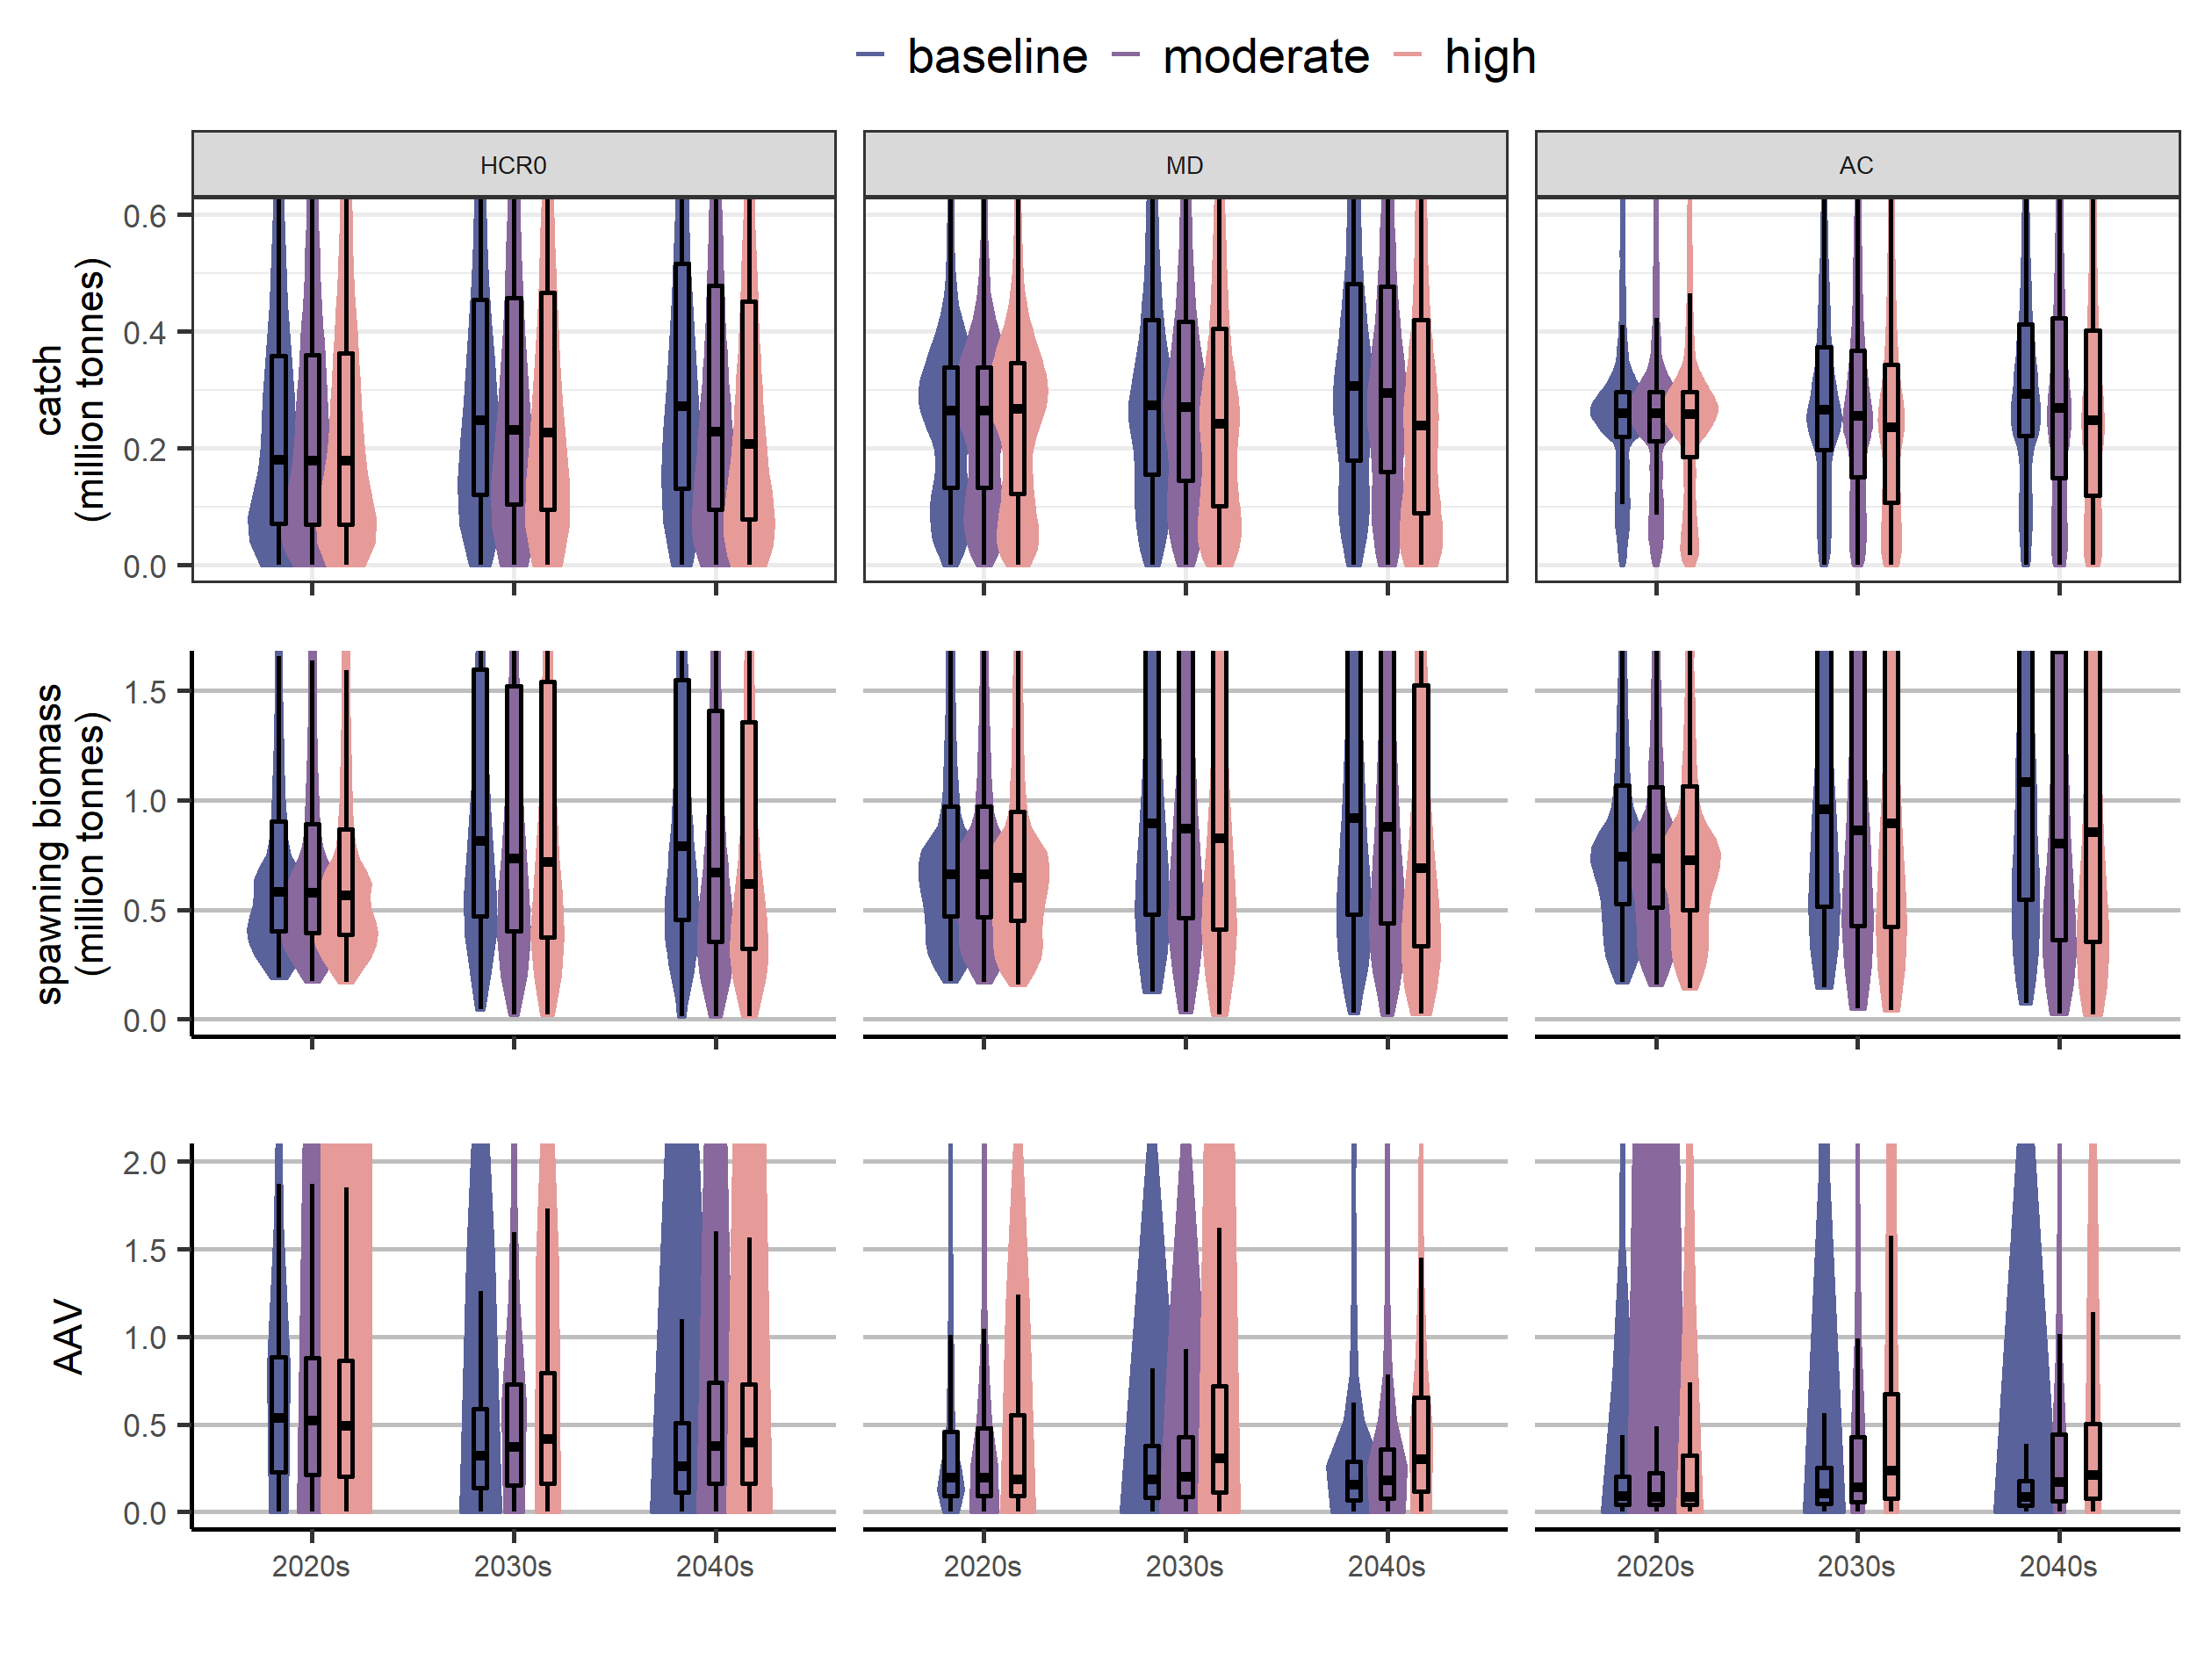 baseline moderate high
HCR0 MD AC
catch
(million tonnes)
0.6
0.4
0.2
0.0
spawning biomass
(million tonnes)
1.5
1.0
0.5
0.0
AAV
2.0
1.5
1.0
0.5
0.0
2020s 2030s 2040s 2020s 2030s 2040s 2020s 2030s 2040s